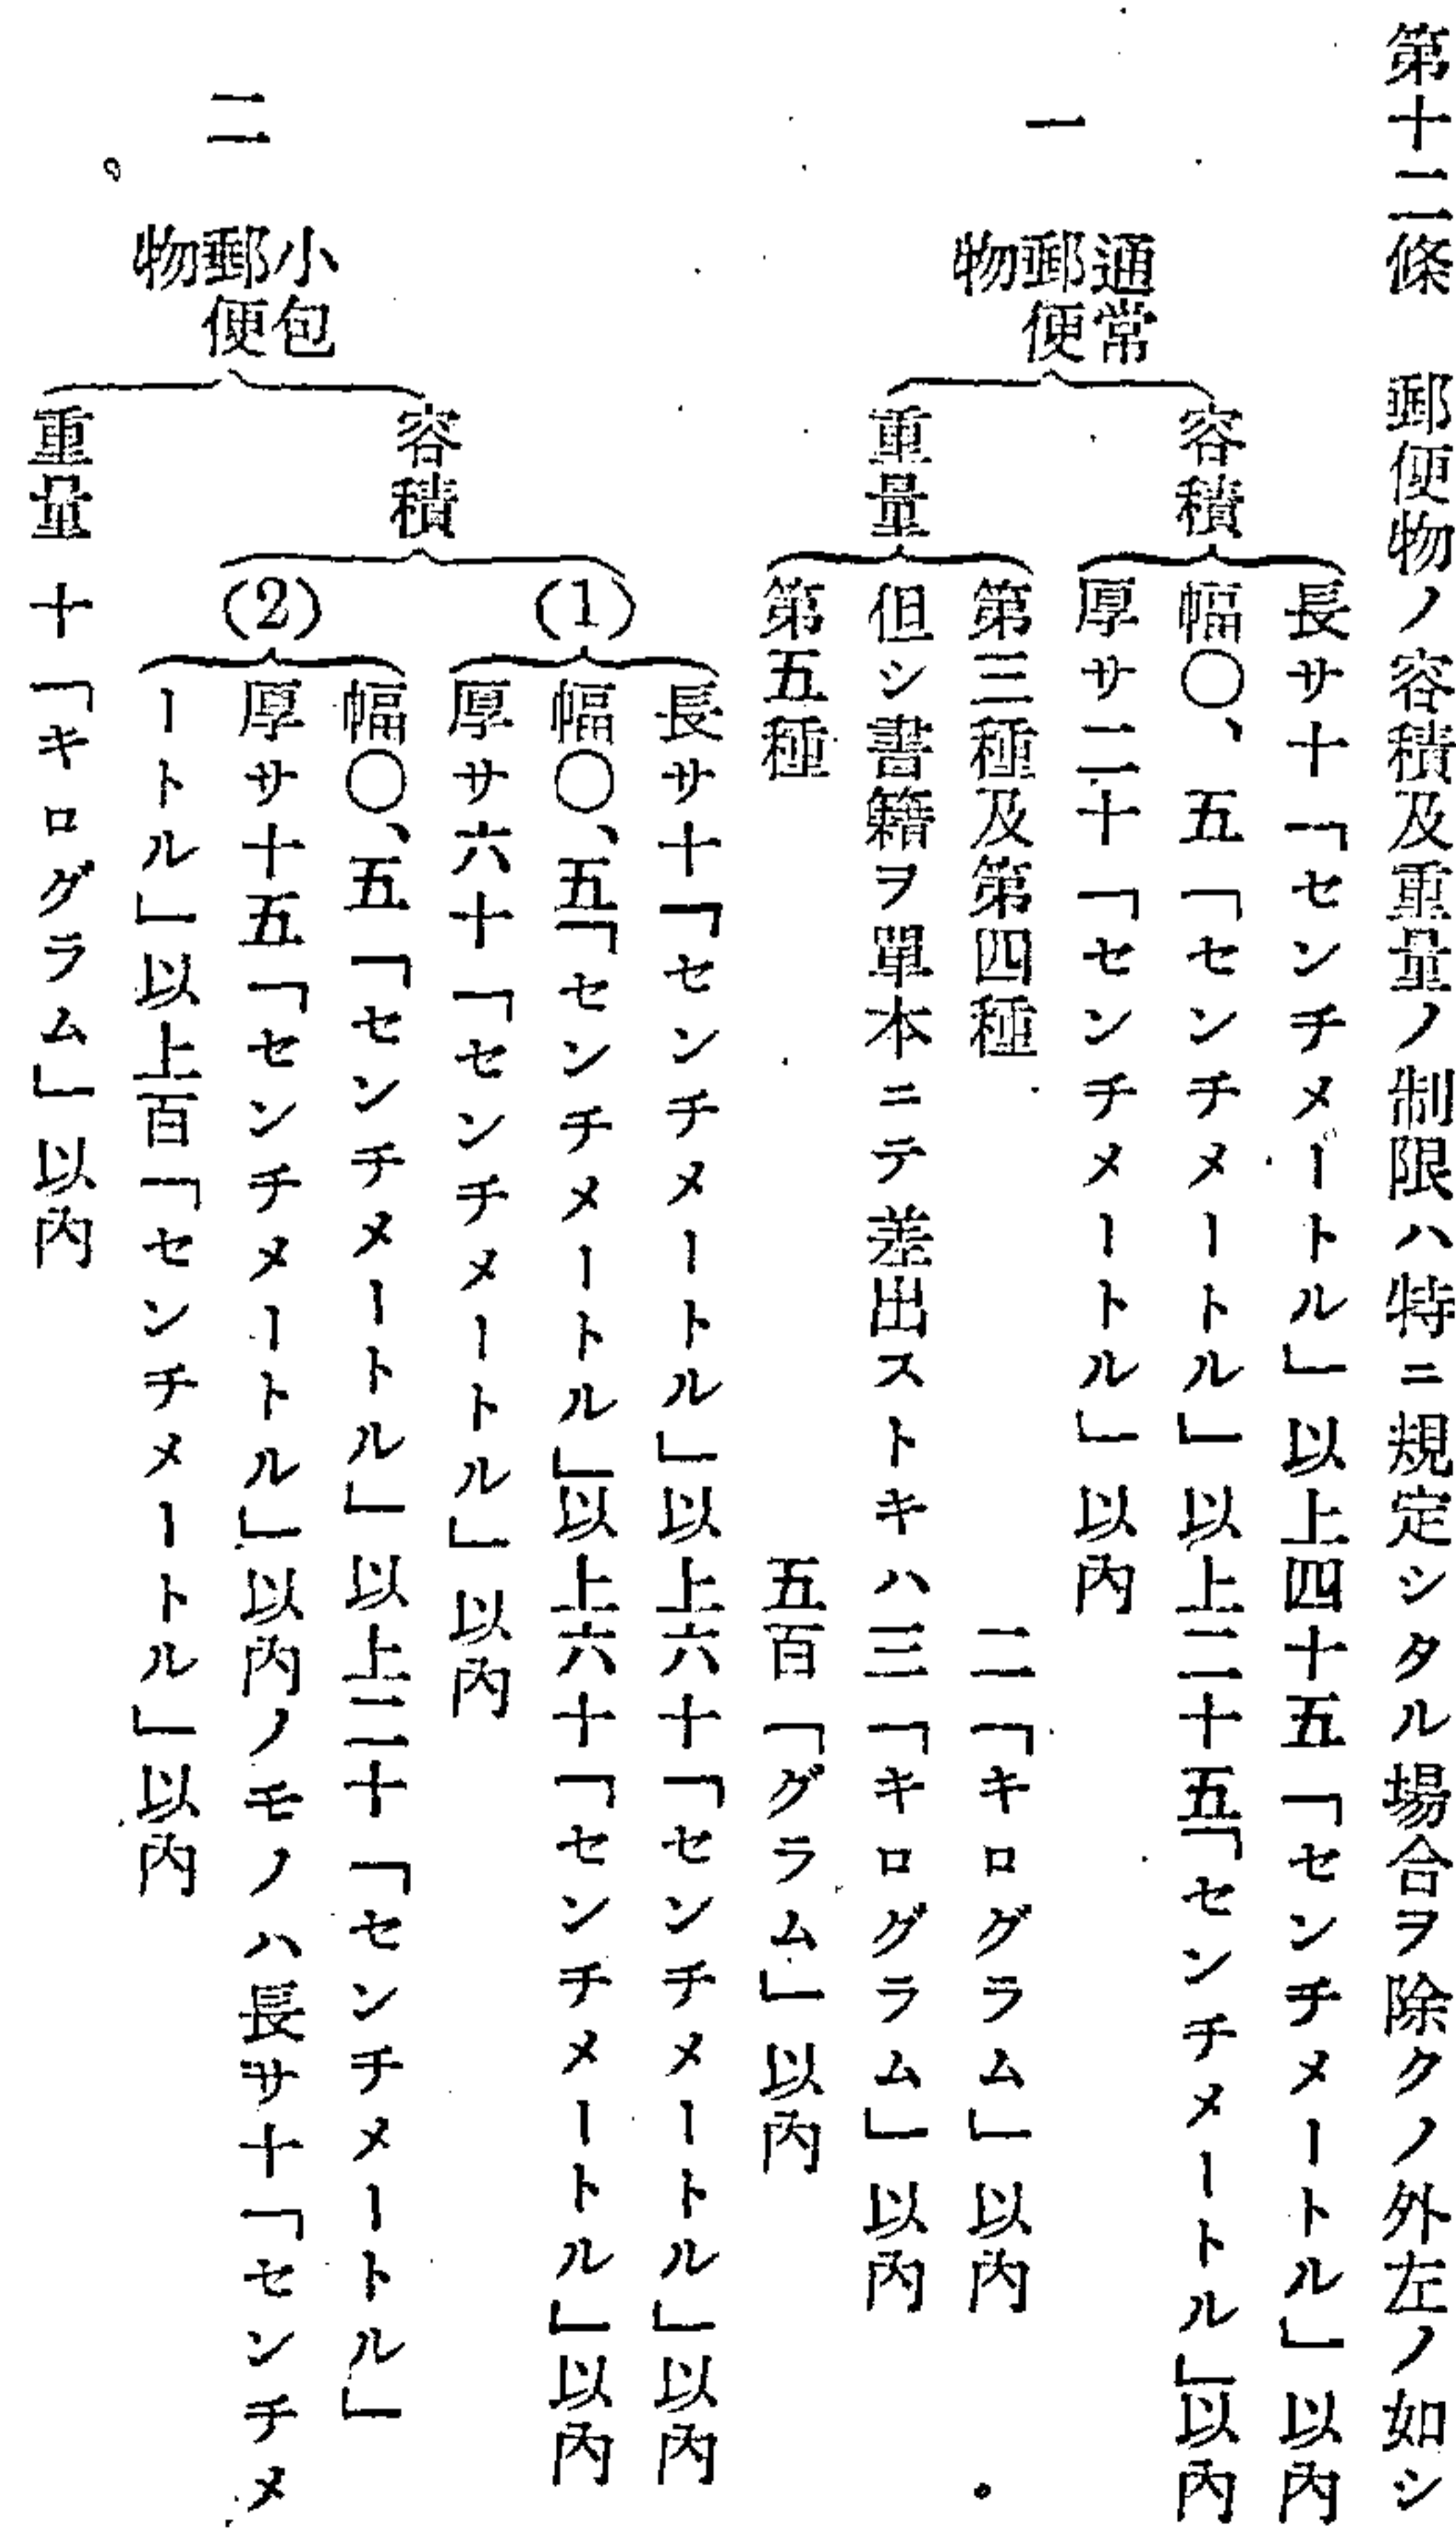 第十二條　郵便物ノ容積及重量ノ制限ハ特ニ規定シタル場合ヲ除クノ外左ノ如シ
一
通常
郵便
物
容積
長サ十「センチメートル」以上四十五「センチメートル」以內
幅〇、五「センチメートル」以上二十五「センチメートル」以內
厚サ二十「センチメートル」以內
重量
第三種及第四種　二「キログラム」以內
但シ書籍ヲ單本ニテ差出ストキハ三「キログラム」以內
第五種　五百「グラム」以內
二
小包
郵便
物
容積
(1)
長サ十「センチメートル」以上六十「センチメートル」以內
幅〇、五「センチメートル」以上六十「センチメートル」以內
厚サ六十「センチメートル」以內
(2)
幅〇、五「センチメートル」以上二十「センチメートル」
厚サ十五「センチメートル」以內ノモノハ長サ十「センチメ
ートル」以上百「センチメートル」以內
重量　十「キログラム」以內